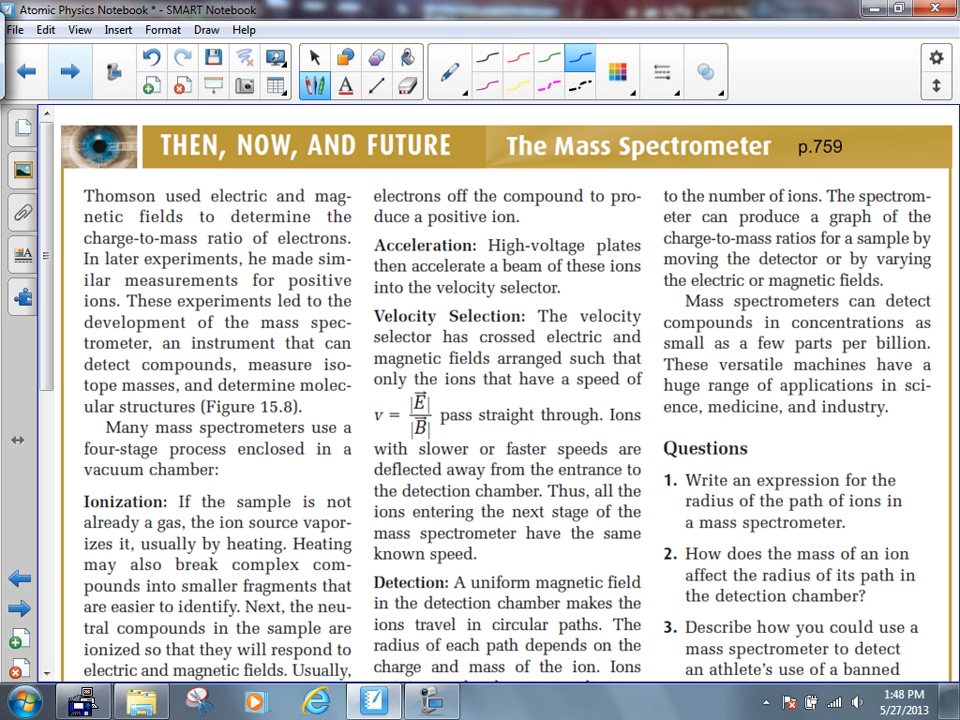 Atomic Physics Notebook * - SMART Notebook
File Edit View Insert Format Draw Help
THEN, NOW, AND FUTURE The Mass Spectrometer p.759
Thomson used electric and mag-
netic fields to determine the
charge-to-mass ratio of electrons.
In later experiments, he made sim-
ilar measurements for positive
ions. These experiments led to the
development of the mass spec-
trometer, an instrument that can
detect compounds, measure iso-
tope masses, and determine molec-
ular structures (Figure 15.8).
Many mass spectrometers use a
four-stage process enclosed in a
vacuum chamber:
Ionization: If the sample is not
already a gas, the ion source vapor-
izes it, usually by heating. Heating
may also break complex com-
pounds into smaller fragments that
are easier to identify. Next, the neu-
tral compounds in the sample are
ionized so that they will respond to
electric and magnetic fields. Usually,
electrons off the compound to pro-
duce a positive ion.
Acceleration: High-voltage plates
then accelerate a beam of these ions
into the velocity selector.
Velocity Selection: The velocity
selector has crossed electric and
magnetic fields arranged such that
only the ions that have a speed of
v = |E⃗|/|B⃗| pass straight through. Ions
with slower or faster speeds are
deflected away from the entrance to
the detection chamber. Thus, all the
ions entering the next stage of the
mass spectrometer have the same
known speed.
Detection: A uniform magnetic field
in the detection chamber makes the
ions travel in circular paths. The
radius of each path depends on the
charge and mass of the ion. Ions
to the number of ions. The spectrom-
eter can produce a graph of the
charge-to-mass ratios for a sample by
moving the detector or by varying
the electric or magnetic fields.
Mass spectrometers can detect
compounds in concentrations as
small as a few parts per billion.
These versatile machines have a
huge range of applications in sci-
ence, medicine, and industry.
Questions
1. Write an expression for the
radius of the path of ions in
a mass spectrometer.
2. How does the mass of an ion
affect the radius of its path in
the detection chamber?
3. Describe how you could use a
mass spectrometer to detect
an athlete's use of a banned
1:48 PM
5/27/2013